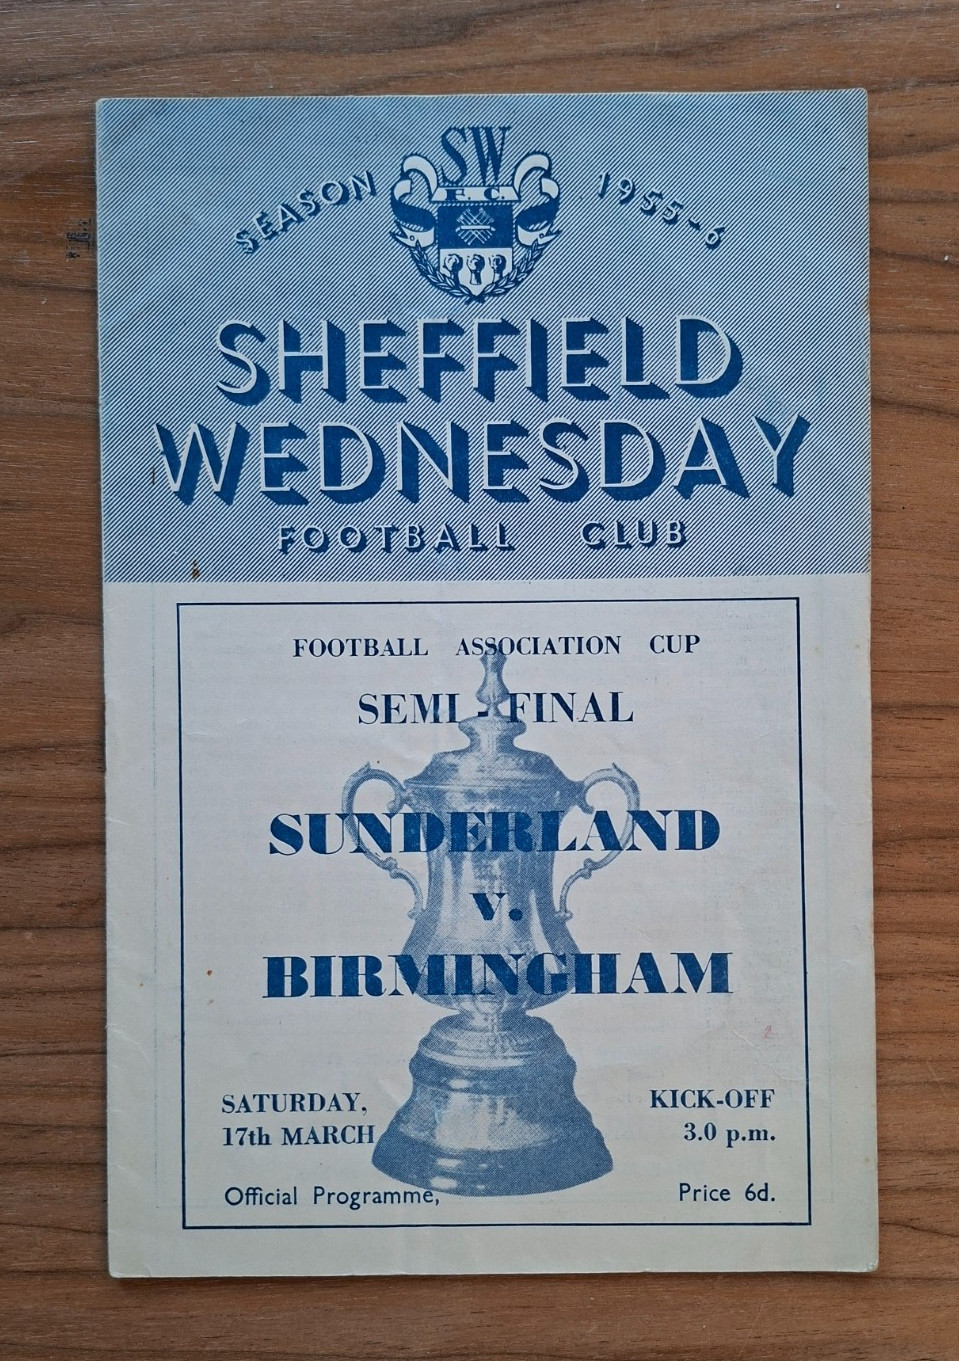 SW
F. C.
SEASON 1955-6
SHEFFIELD
WEDNESDAY
FOOTBALL CLUB
FOOTBALL ASSOCIATION CUP
SEMI - FINAL
SUNDERLAND
v.
BIRMINGHAM
SATURDAY,
17th MARCH
KICK-OFF
3.0 p.m.
Official Programme,
Price 6d.